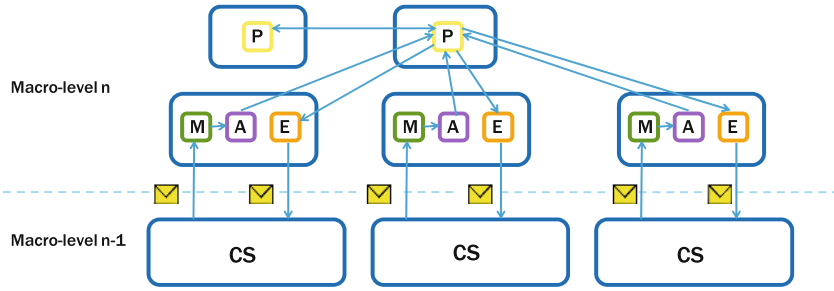 P
P
Macro-level n
M A E
M A E
M A E
Macro-level n-1
CS
CS
CS